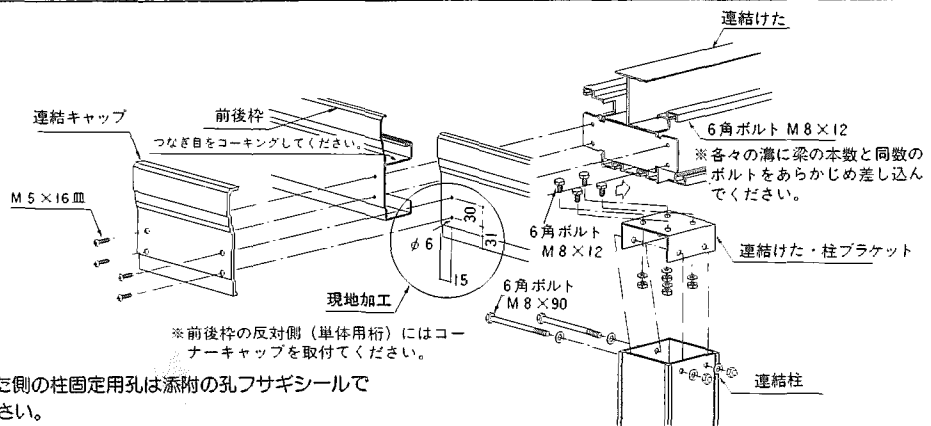 連結けた
連結キャップ
前後枠
つなぎ目をコーキングしてください。
6角ボルト M8×12
※各々の溝に梁の本数と同数の
ボルトをあらかじめ差し込ん
でください。
M5×16皿
6角ボルト
M8×12
30
31
φ6
15
連結けた・柱ブラケット
現地加工
6角ボルト
M8×90
※前後枠の反対側(単体用桁)にはコー
ナーキャップを取付てください。
連結柱
た側の柱固定用孔は添附の孔フサギシールで
さい。